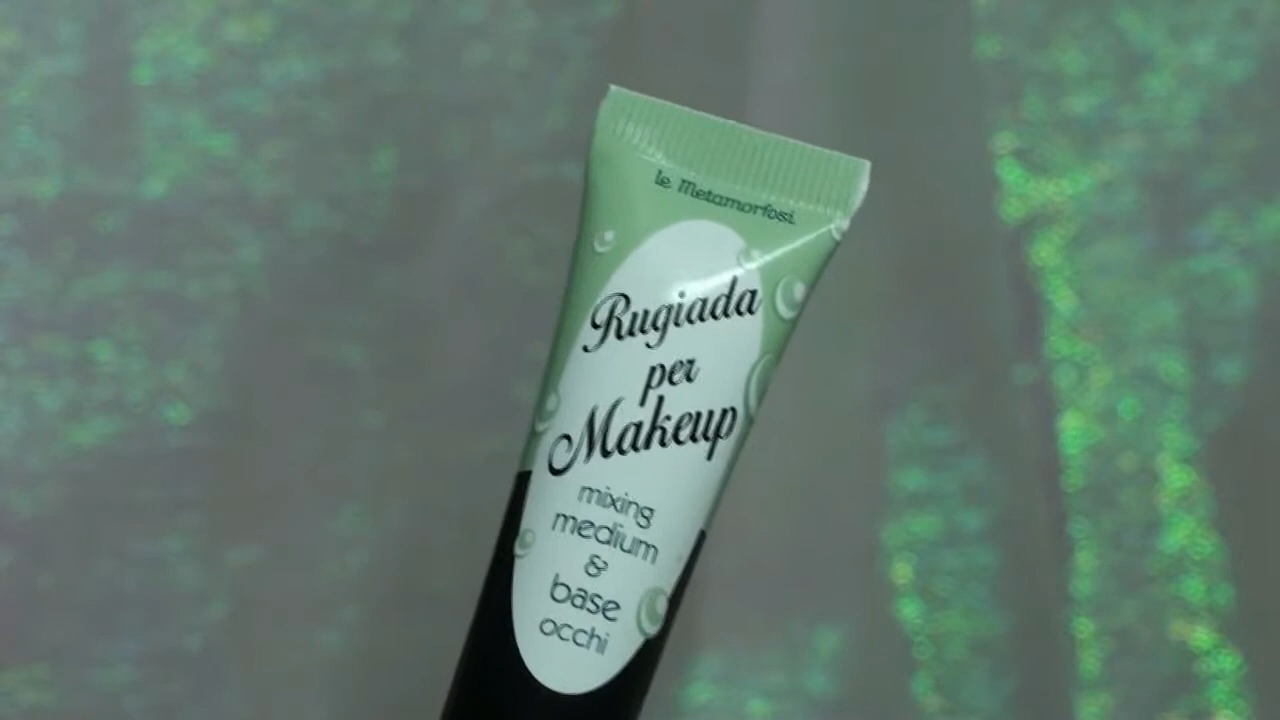 le Metamorfosi
Rugiada
per
Makeup
mixing
medium
&
base
occhi